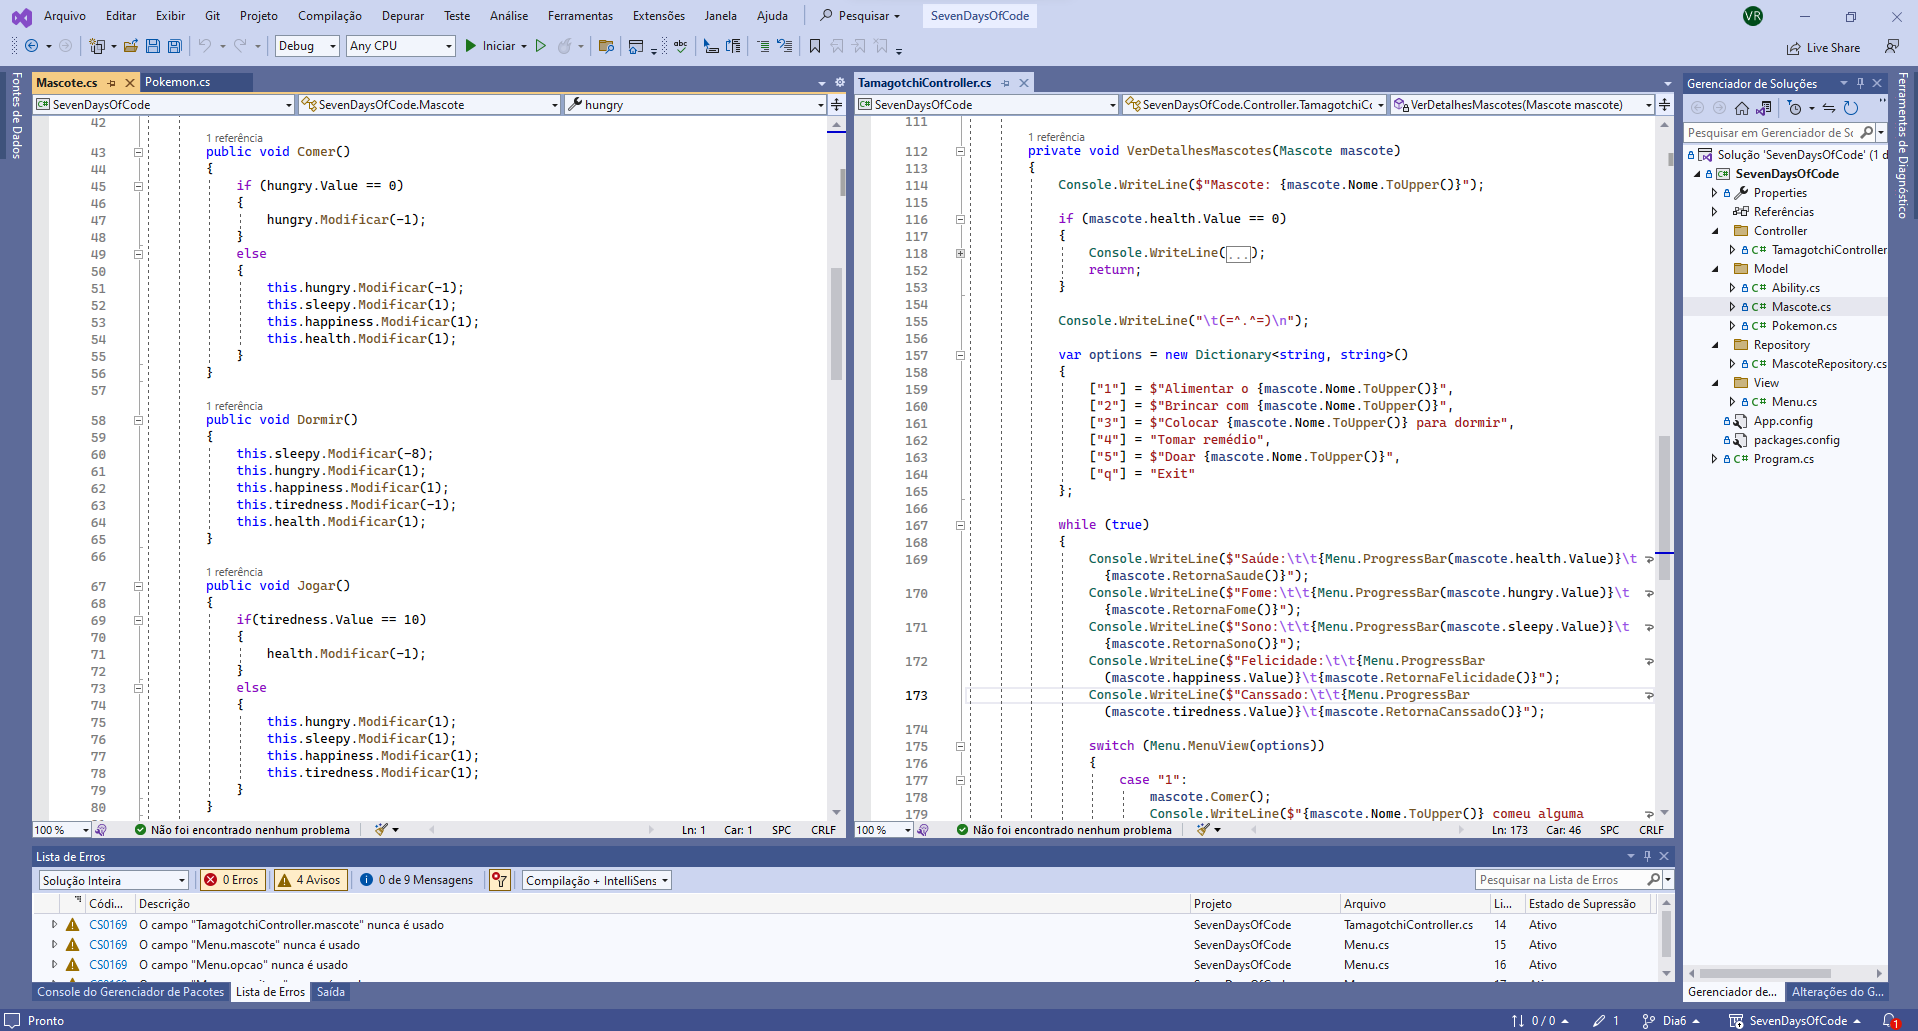 Arquivo Editar Exibir Git Projeto Compilação Depurar Teste Análise Ferramentas Extensões Janela Ajuda Pesquisar SevenDaysOfCode VR
Debug Any CPU Iniciar Live Share
Fontes de Dados
Mascote.cs Pokemon.cs
SevenDaysOfCode SevenDaysOfCode.Mascote hungry
42
1 referência
43 public void Comer()
44 {
45 if (hungry.Value == 0)
46 {
47 hungry.Modificar(-1);
48 }
49 else
50 {
51 this.hungry.Modificar(-1);
52 this.sleepy.Modificar(1);
53 this.happiness.Modificar(1);
54 this.health.Modificar(1);
55 }
56 }
57
1 referência
58 public void Dormir()
59 {
60 this.sleepy.Modificar(-8);
61 this.hungry.Modificar(1);
62 this.happiness.Modificar(1);
63 this.tiredness.Modificar(-1);
64 this.health.Modificar(1);
65 }
66
1 referência
67 public void Jogar()
68 {
69 if(tiredness.Value == 10)
70 {
71 health.Modificar(-1);
72 }
73 else
74 {
75 this.hungry.Modificar(1);
76 this.sleepy.Modificar(1);
77 this.happiness.Modificar(1);
78 this.tiredness.Modificar(1);
79 }
80 }
100 % Não foi encontrado nenhum problema Ln: 1 Car: 1 SPC CRLF
TamagotchiController.cs
SevenDaysOfCode SevenDaysOfCode.Controller.TamagotchiCo VerDetalhesMascotes(Mascote mascote)
111
1 referência
112 private void VerDetalhesMascotes(Mascote mascote)
113 {
114 Console.WriteLine($"Mascote: {mascote.Nome.ToUpper()}");
115
116 if (mascote.health.Value == 0)
117 {
118 Console.WriteLine(...);
152 return;
153 }
154
155 Console.WriteLine("\t(=^.^=)\n");
156
157 var options = new Dictionary<string, string>()
158 {
159 ["1"] = $"Alimentar o {mascote.Nome.ToUpper()}",
160 ["2"] = $"Brincar com {mascote.Nome.ToUpper()}",
161 ["3"] = $"Colocar {mascote.Nome.ToUpper()} para dormir",
162 ["4"] = "Tomar remédio",
163 ["5"] = $"Doar {mascote.Nome.ToUpper()}",
164 ["q"] = "Exit"
165 };
166
167 while (true)
168 {
169 Console.WriteLine($"Saúde:\t\t{Menu.ProgressBar(mascote.health.Value)}\t
{mascote.RetornaSaude()}");
170 Console.WriteLine($"Fome:\t\t{Menu.ProgressBar(mascote.hungry.Value)}\t
{mascote.RetornaFome()}");
171 Console.WriteLine($"Sono:\t\t{Menu.ProgressBar(mascote.sleepy.Value)}\t
{mascote.RetornaSono()}");
172 Console.WriteLine($"Felicidade:\t\t{Menu.ProgressBar
(mascote.happiness.Value)}\t{mascote.RetornaFelicidade()}");
173 Console.WriteLine($"Canssado:\t\t{Menu.ProgressBar
(mascote.tiredness.Value)}\t{mascote.RetornaCanssado()}");
174
175 switch (Menu.MenuView(options))
176 {
177 case "1":
178 mascote.Comer();
179 Console.WriteLine($"{mascote.Nome.ToUpper()} comeu alguma
100 % Não foi encontrado nenhum problema Ln: 173 Car: 46 SPC CRLF
Gerenciador de Soluções
Pesquisar em Gerenciador de So
Solução 'SevenDaysOfCode' (1 d
SevenDaysOfCode
Properties
Referências
Controller
TamagotchiController
Model
Ability.cs
Mascote.cs
Pokemon.cs
Repository
MascoteRepository.cs
View
Menu.cs
App.config
packages.config
Program.cs
Gerenciador de... Alterações do G...
Ferramentas de Diagnóstico
Lista de Erros
Solução Inteira 0 Erros 4 Avisos 0 de 9 Mensagens Compilação + IntelliSens Pesquisar na Lista de Erros
Códi... Descrição Projeto Arquivo Li... Estado de Supressão
CS0169 O campo "TamagotchiController.mascote" nunca é usado SevenDaysOfCode TamagotchiController.cs 14 Ativo
CS0169 O campo "Menu.mascote" nunca é usado SevenDaysOfCode Menu.cs 15 Ativo
CS0169 O campo "Menu.opcao" nunca é usado SevenDaysOfCode Menu.cs 16 Ativo
Console do Gerenciador de Pacotes Lista de Erros Saída
Pronto 0 / 0 1 Dia6 SevenDaysOfCode 1